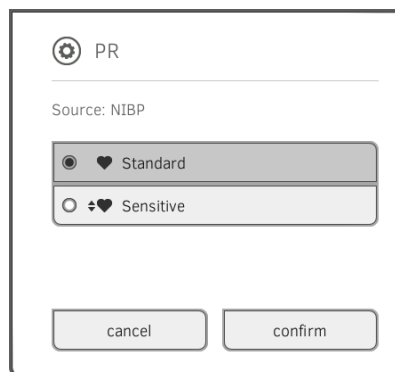 PR
Source: NIBP
Standard
Sensitive
cancel
confirm